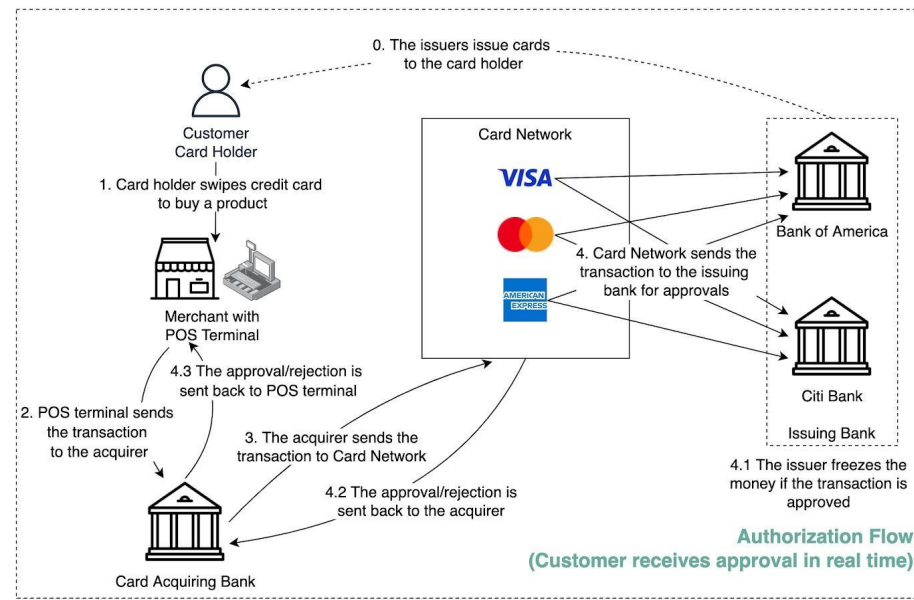 0. The issuers issue cards
to the card holder
Customer
Card Holder
1. Card holder swipes credit card
to buy a product
Merchant with
POS Terminal
Card Network
VISA
AMERICAN
EXPRESS
4. Card Network sends the
transaction to the issuing
bank for approvals
Bank of America
Citi Bank
Issuing Bank
4.1 The issuer freezes the
money if the transaction is
approved
2. POS terminal sends
the transaction
to the acquirer
4.3 The approval/rejection is
sent back to POS terminal
3. The acquirer sends the
transaction to Card Network
4.2 The approval/rejection is
sent back to the acquirer
Card Acquiring Bank
Authorization Flow
(Customer receives approval in real time)